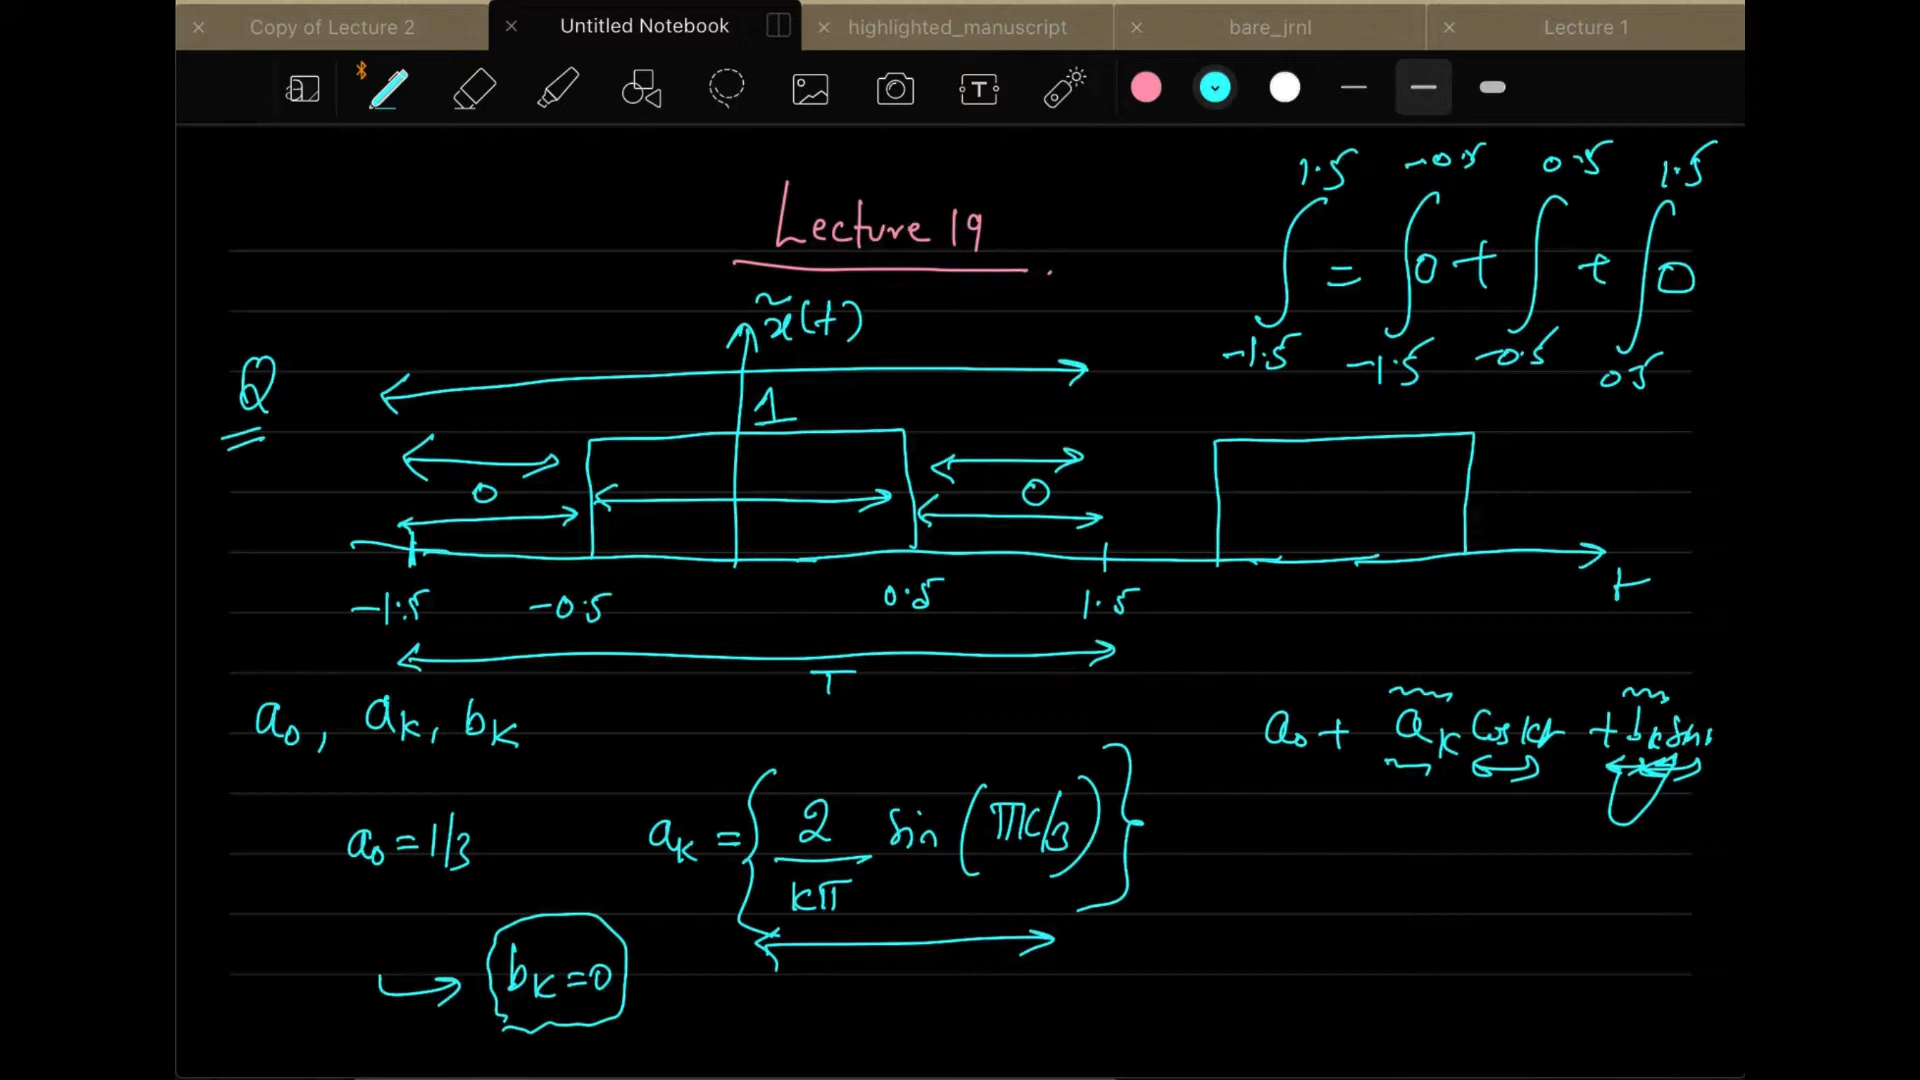 Copy of Lecture 2
Untitled Notebook
highlighted_manuscript
bare_jrnl
Lecture 1
T
Lecture 19
1.5 -0.5 0.5 1.5
∫ = ∫0 + ∫ + ∫0
-1.5 -1.5 -0.5 0.5
x̃(t)
Q
1
0 0
-1.5 -0.5 0.5 1.5 t
T
a₀, aₖ, bₖ
a₀ + aₖ Cos kt + bₖ sin
a₀ = 1/3
aₖ = { 2/kπ sin (πk/3) }
bₖ = 0